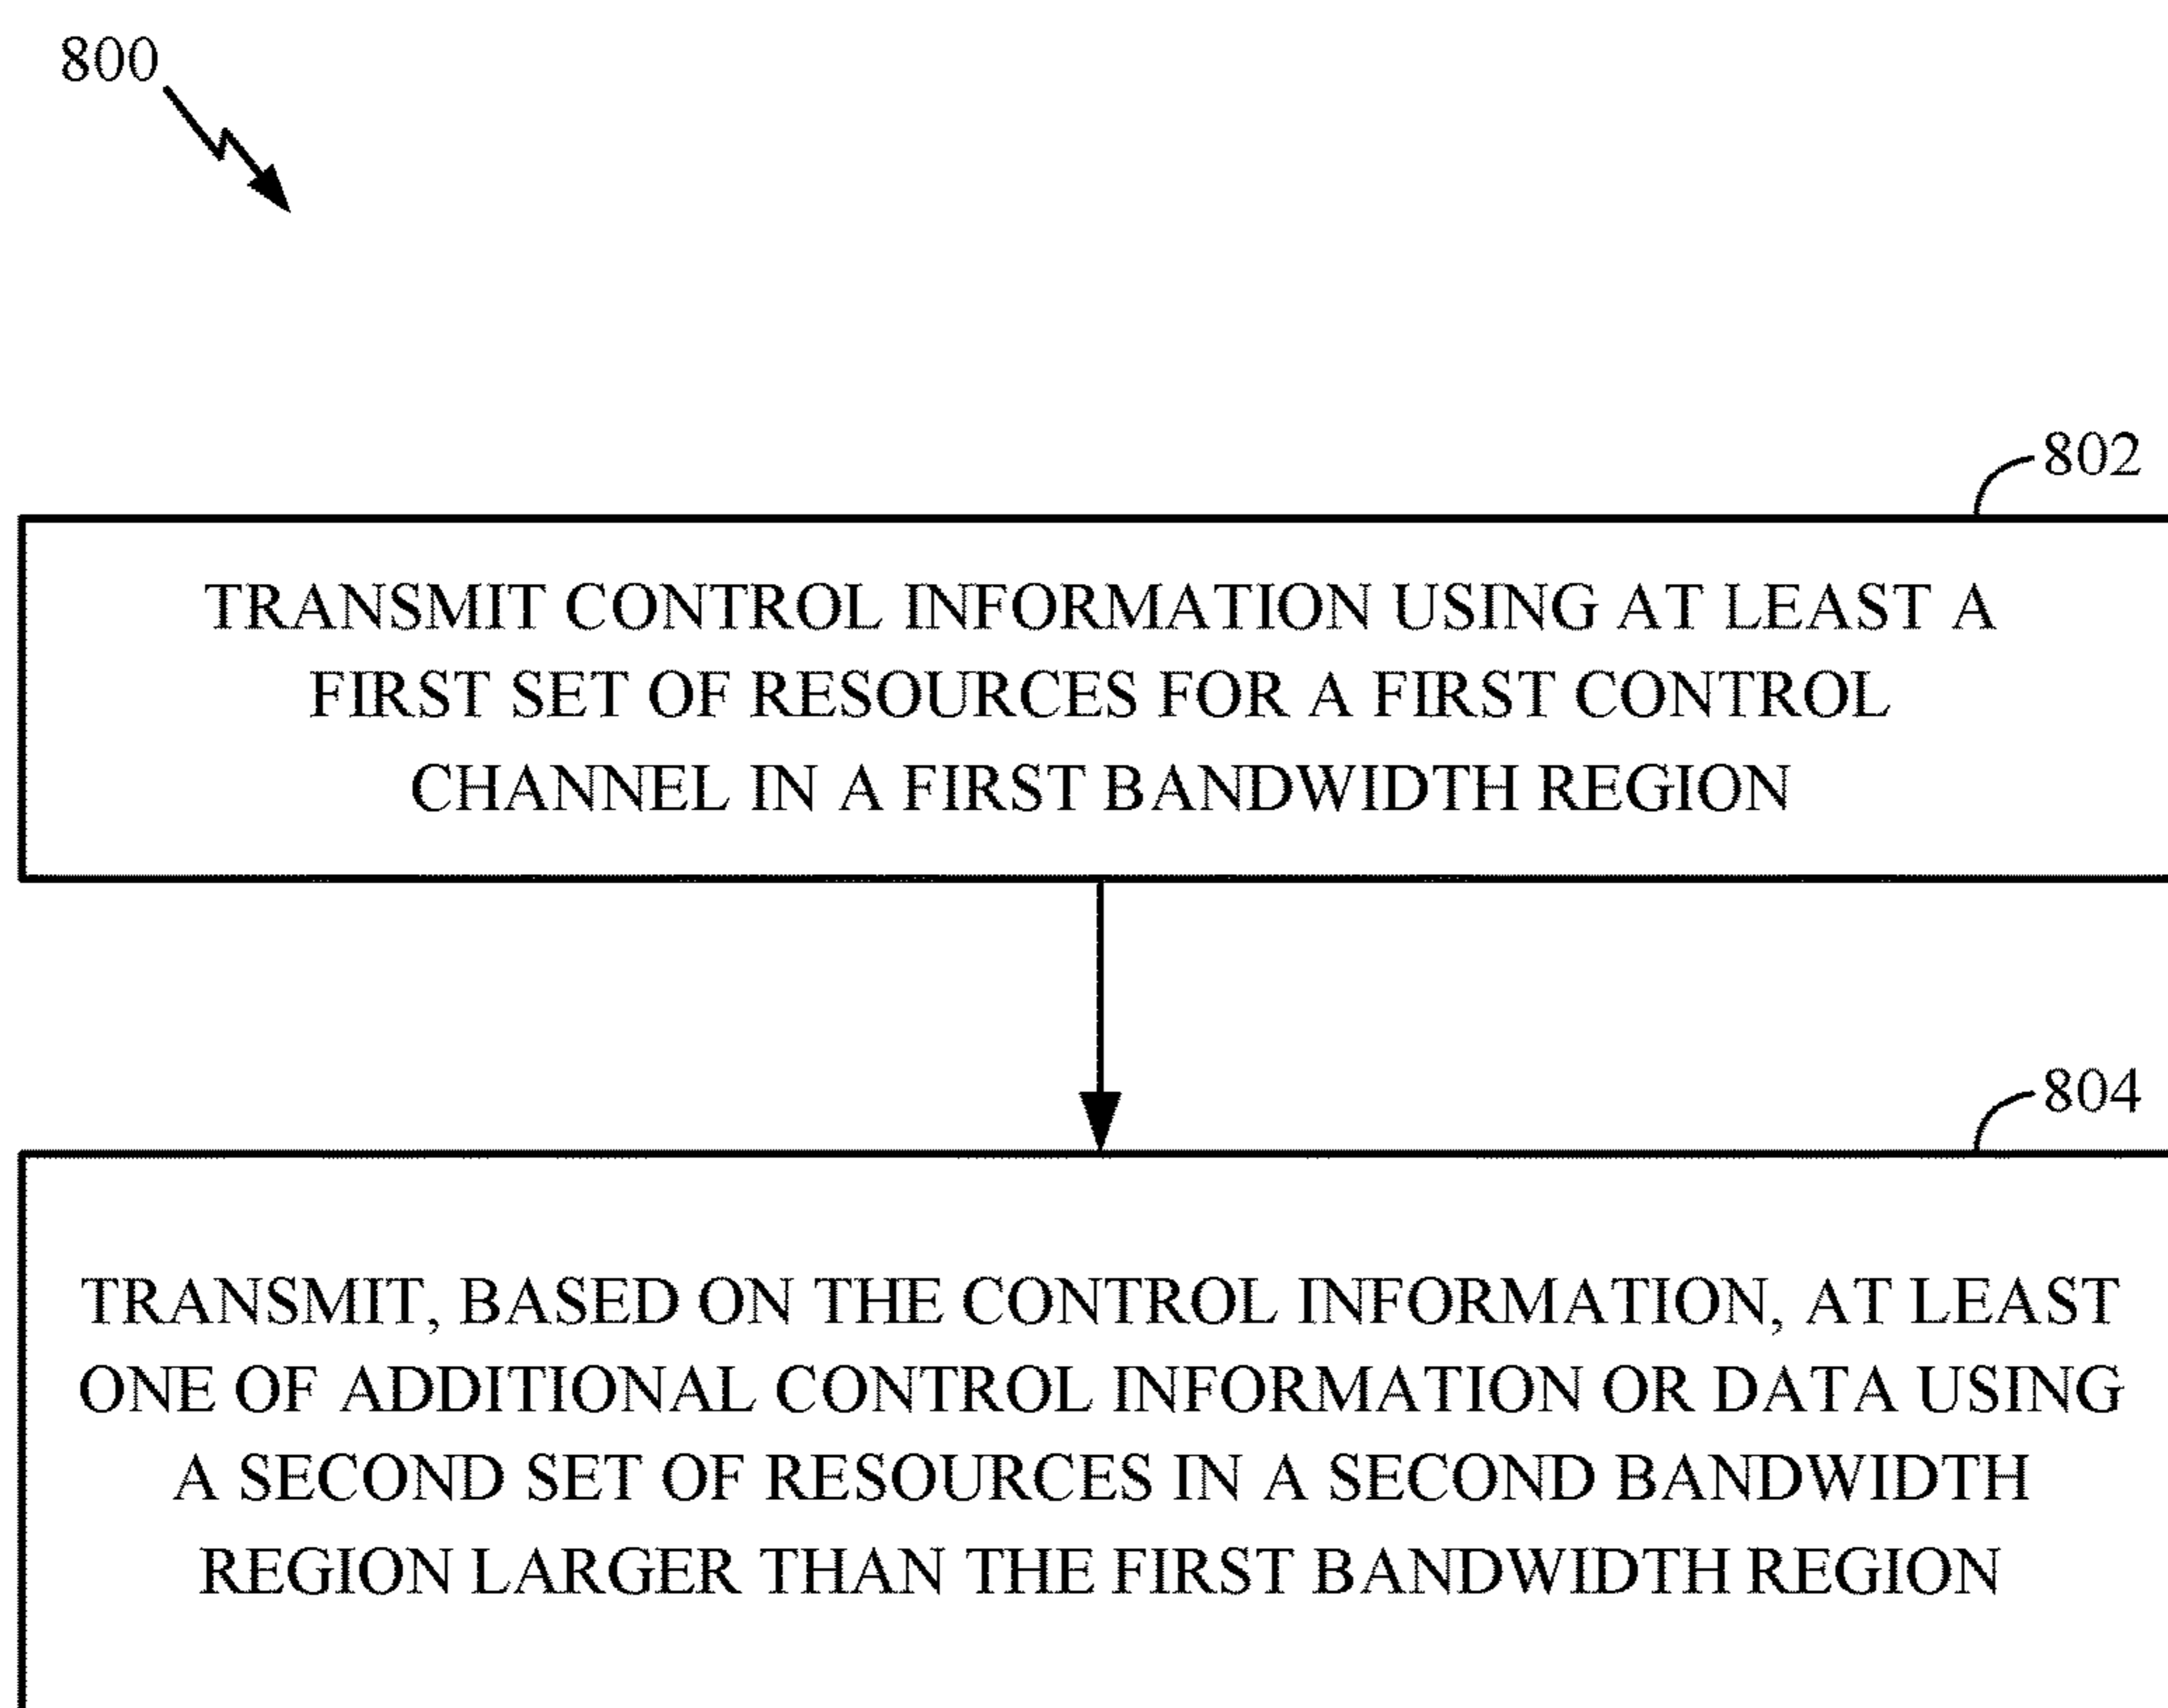 800
802
TRANSMIT CONTROL INFORMATION USING AT LEAST A
FIRST SET OF RESOURCES FOR A FIRST CONTROL
CHANNEL IN A FIRST BANDWIDTH REGION
804
TRANSMIT, BASED ON THE CONTROL INFORMATION, AT LEAST
ONE OF ADDITIONAL CONTROL INFORMATION OR DATA USING
A SECOND SET OF RESOURCES IN A SECOND BANDWIDTH
REGION LARGER THAN THE FIRST BANDWIDTH REGION